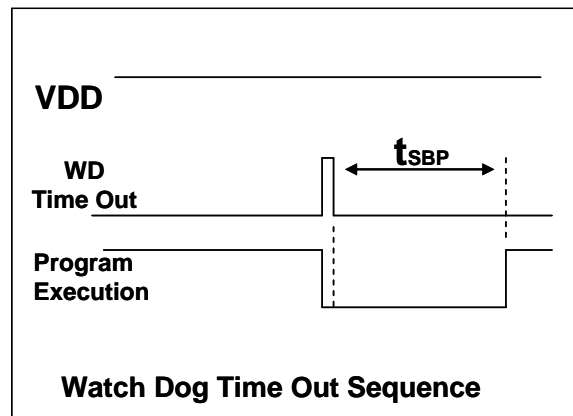 VDD
WD
Time Out
tSBP
Program
Execution
Watch Dog Time Out Sequence